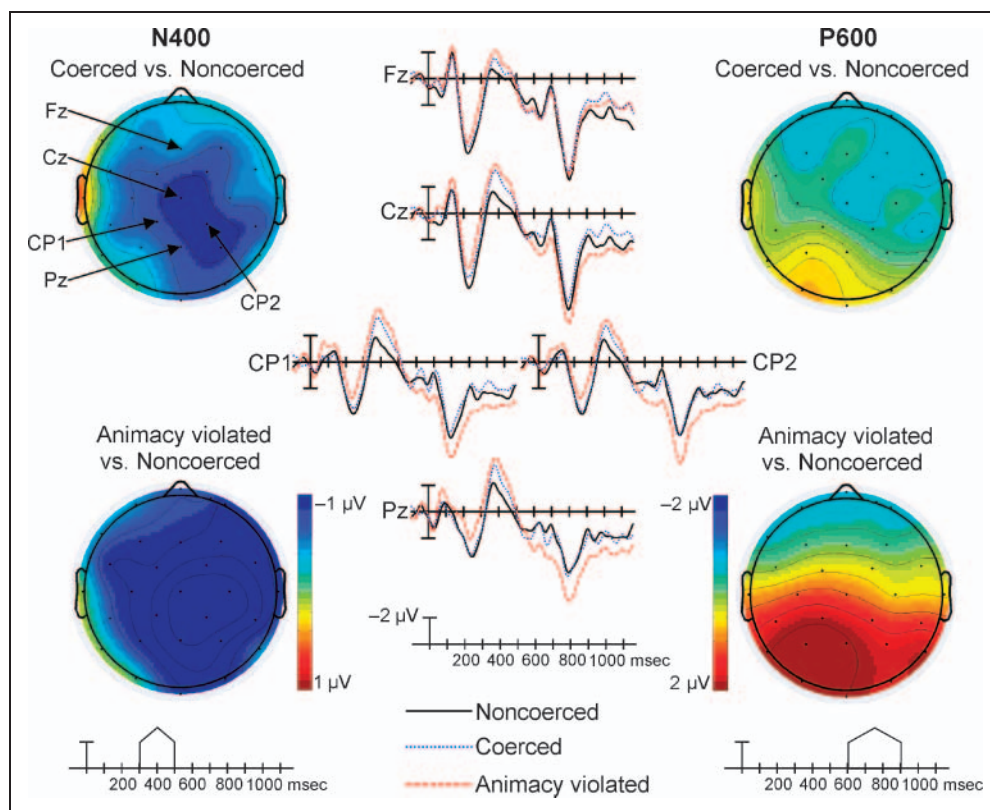 N400
Coerced vs. Noncoerced
Fz
Cz
CP1
Pz
CP2
Fz
Cz
CP1
CP2
Pz
P600
Coerced vs. Noncoerced
Animacy violated
vs. Noncoerced
–1 µV
1 µV
Animacy violated
vs. Noncoerced
–2 µV
2 µV
–2 µV
200 400 600 800 1000 msec
Noncoerced
Coerced
Animacy violated
200 400 600 800 1000 msec
200 400 600 800 1000 msec